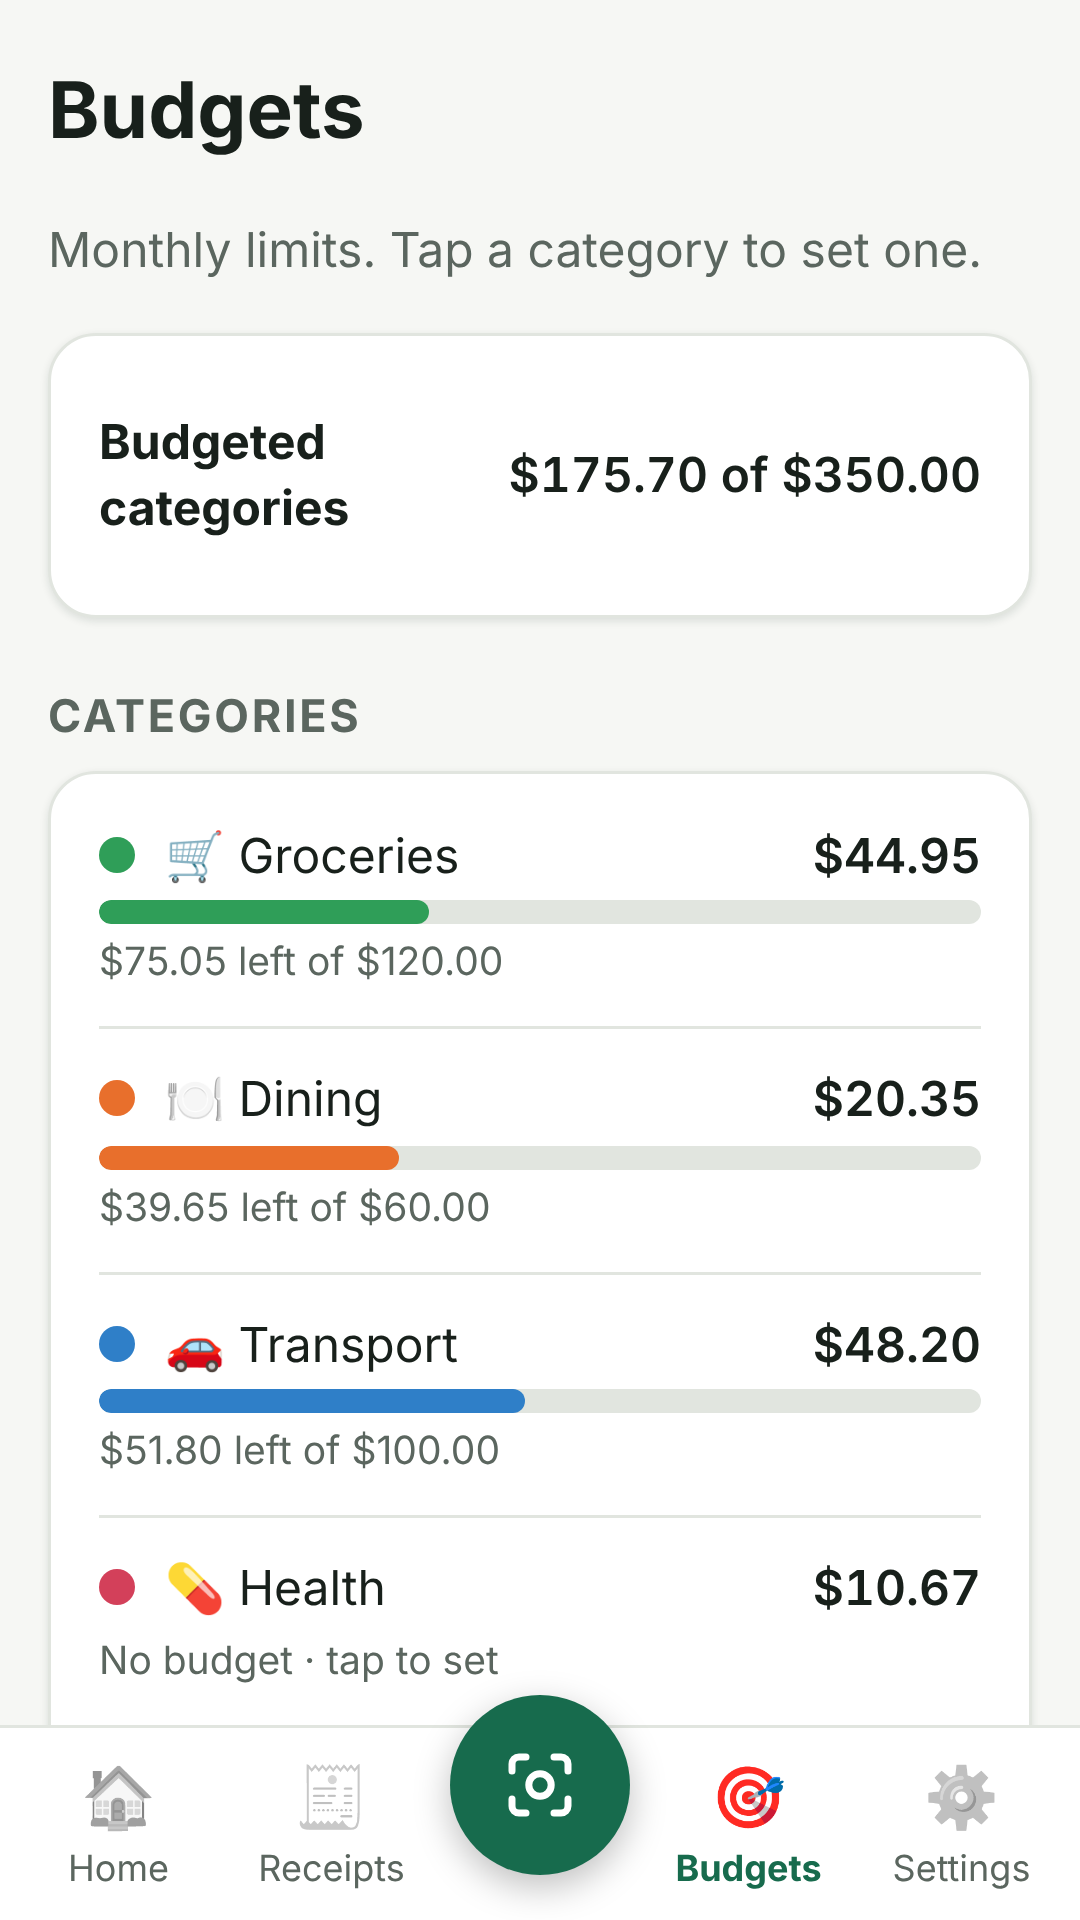 Budgets
Monthly limits. Tap a category to set one.
Budgeted
categories
$175.70 of $350.00
CATEGORIES
Groceries $44.95
$75.05 left of $120.00
Dining $20.35
$39.65 left of $60.00
Transport $48.20
$51.80 left of $100.00
Health $10.67
No budget · tap to set
Home Receipts Budgets Settings